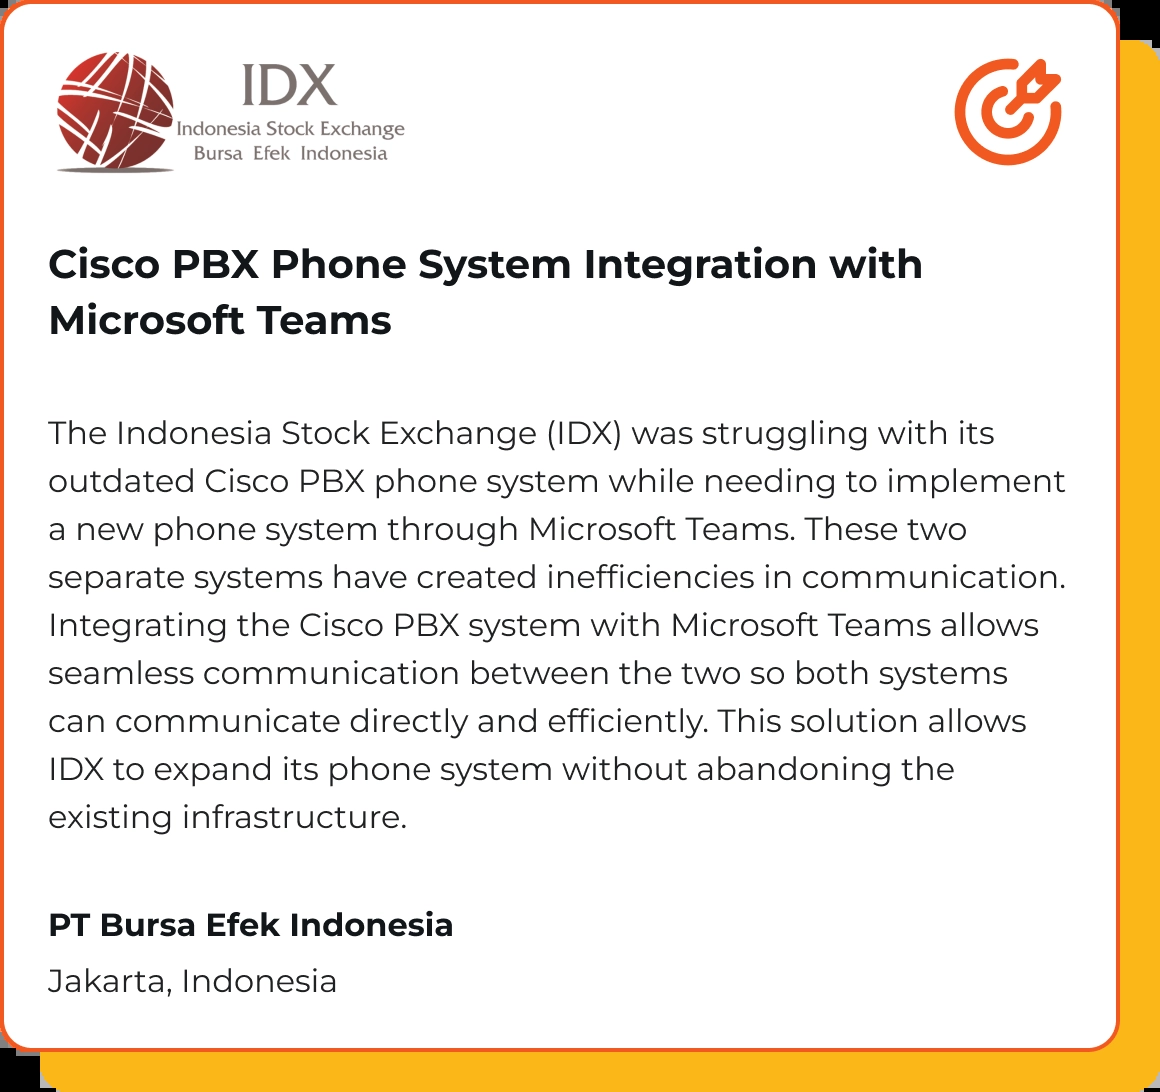 IDX
Indonesia Stock Exchange
Bursa Efek Indonesia
Cisco PBX Phone System Integration with
Microsoft Teams
The Indonesia Stock Exchange (IDX) was struggling with its
outdated Cisco PBX phone system while needing to implement
a new phone system through Microsoft Teams. These two
separate systems have created inefficiencies in communication.
Integrating the Cisco PBX system with Microsoft Teams allows
seamless communication between the two so both systems
can communicate directly and efficiently. This solution allows
IDX to expand its phone system without abandoning the
existing infrastructure.
PT Bursa Efek Indonesia
Jakarta, Indonesia